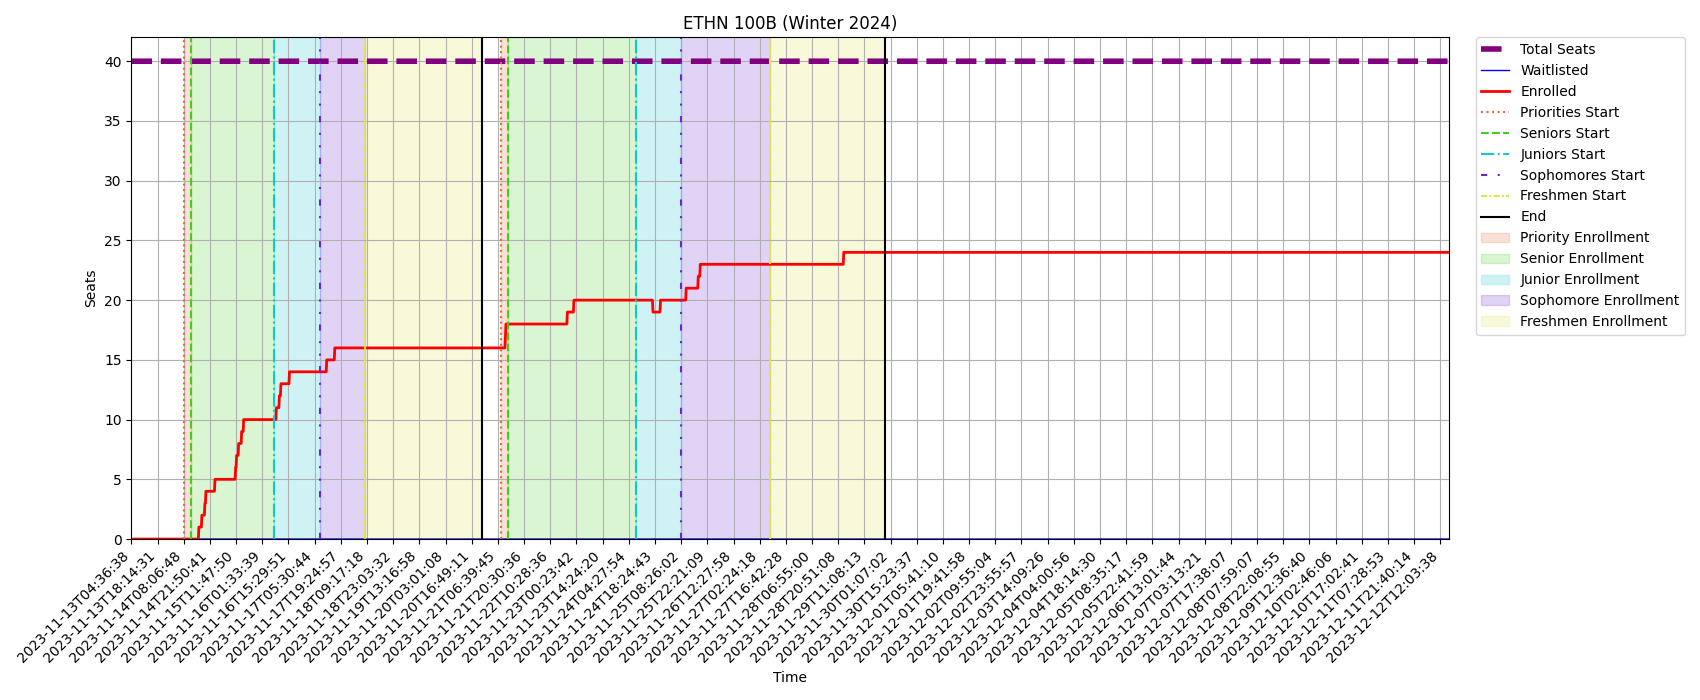 ETHN 100B (Winter 2024)
Seats
40
35
30
25
20
15
10
5
0
2023-11-13T04:36:38
2023-11-13T18:14:31
2023-11-14T08:06:48
2023-11-14T21:50:41
2023-11-15T11:47:50
2023-11-16T01:33:39
2023-11-16T15:29:51
2023-11-17T05:30:44
2023-11-17T19:24:57
2023-11-18T09:17:18
2023-11-18T23:03:32
2023-11-19T13:16:58
2023-11-20T03:01:08
2023-11-20T16:49:11
2023-11-21T06:39:45
2023-11-21T20:30:36
2023-11-22T10:28:36
2023-11-23T00:23:42
2023-11-23T14:24:20
2023-11-24T04:27:54
2023-11-24T18:24:43
2023-11-25T08:26:02
2023-11-25T22:21:09
2023-11-26T12:27:58
2023-11-27T02:24:18
2023-11-27T16:42:28
2023-11-28T06:55:00
2023-11-28T20:51:08
2023-11-29T11:08:13
2023-11-30T01:07:02
2023-11-30T15:23:37
2023-12-01T05:41:10
2023-12-01T19:41:58
2023-12-02T09:55:04
2023-12-02T23:55:57
2023-12-03T14:09:26
2023-12-04T04:00:56
2023-12-04T18:14:30
2023-12-05T08:35:17
2023-12-05T22:41:59
2023-12-06T13:01:44
2023-12-07T03:13:21
2023-12-07T17:38:07
2023-12-08T07:59:07
2023-12-08T22:08:55
2023-12-09T12:36:40
2023-12-10T02:46:06
2023-12-10T17:02:41
2023-12-11T07:28:53
2023-12-11T21:40:14
2023-12-12T12:03:38
Time
Total Seats
Waitlisted
Enrolled
Priorities Start
Seniors Start
Juniors Start
Sophomores Start
Freshmen Start
End
Priority Enrollment
Senior Enrollment
Junior Enrollment
Sophomore Enrollment
Freshmen Enrollment